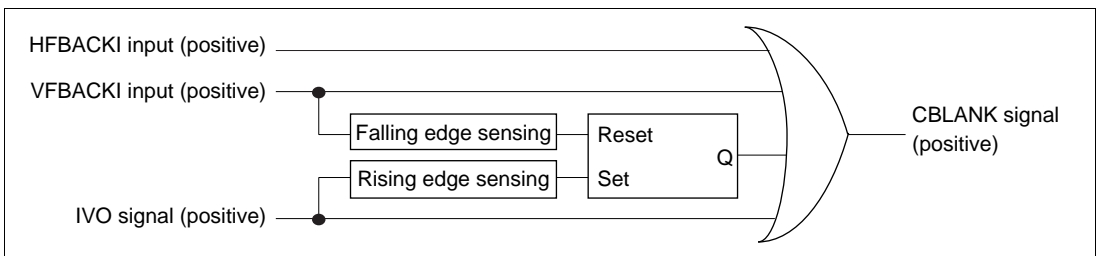 HFBACKI input (positive)
VFBACKI input (positive)
CBLANK signal
(positive)
Falling edge sensing
Reset
Q
Rising edge sensing
Set
IVO signal (positive)